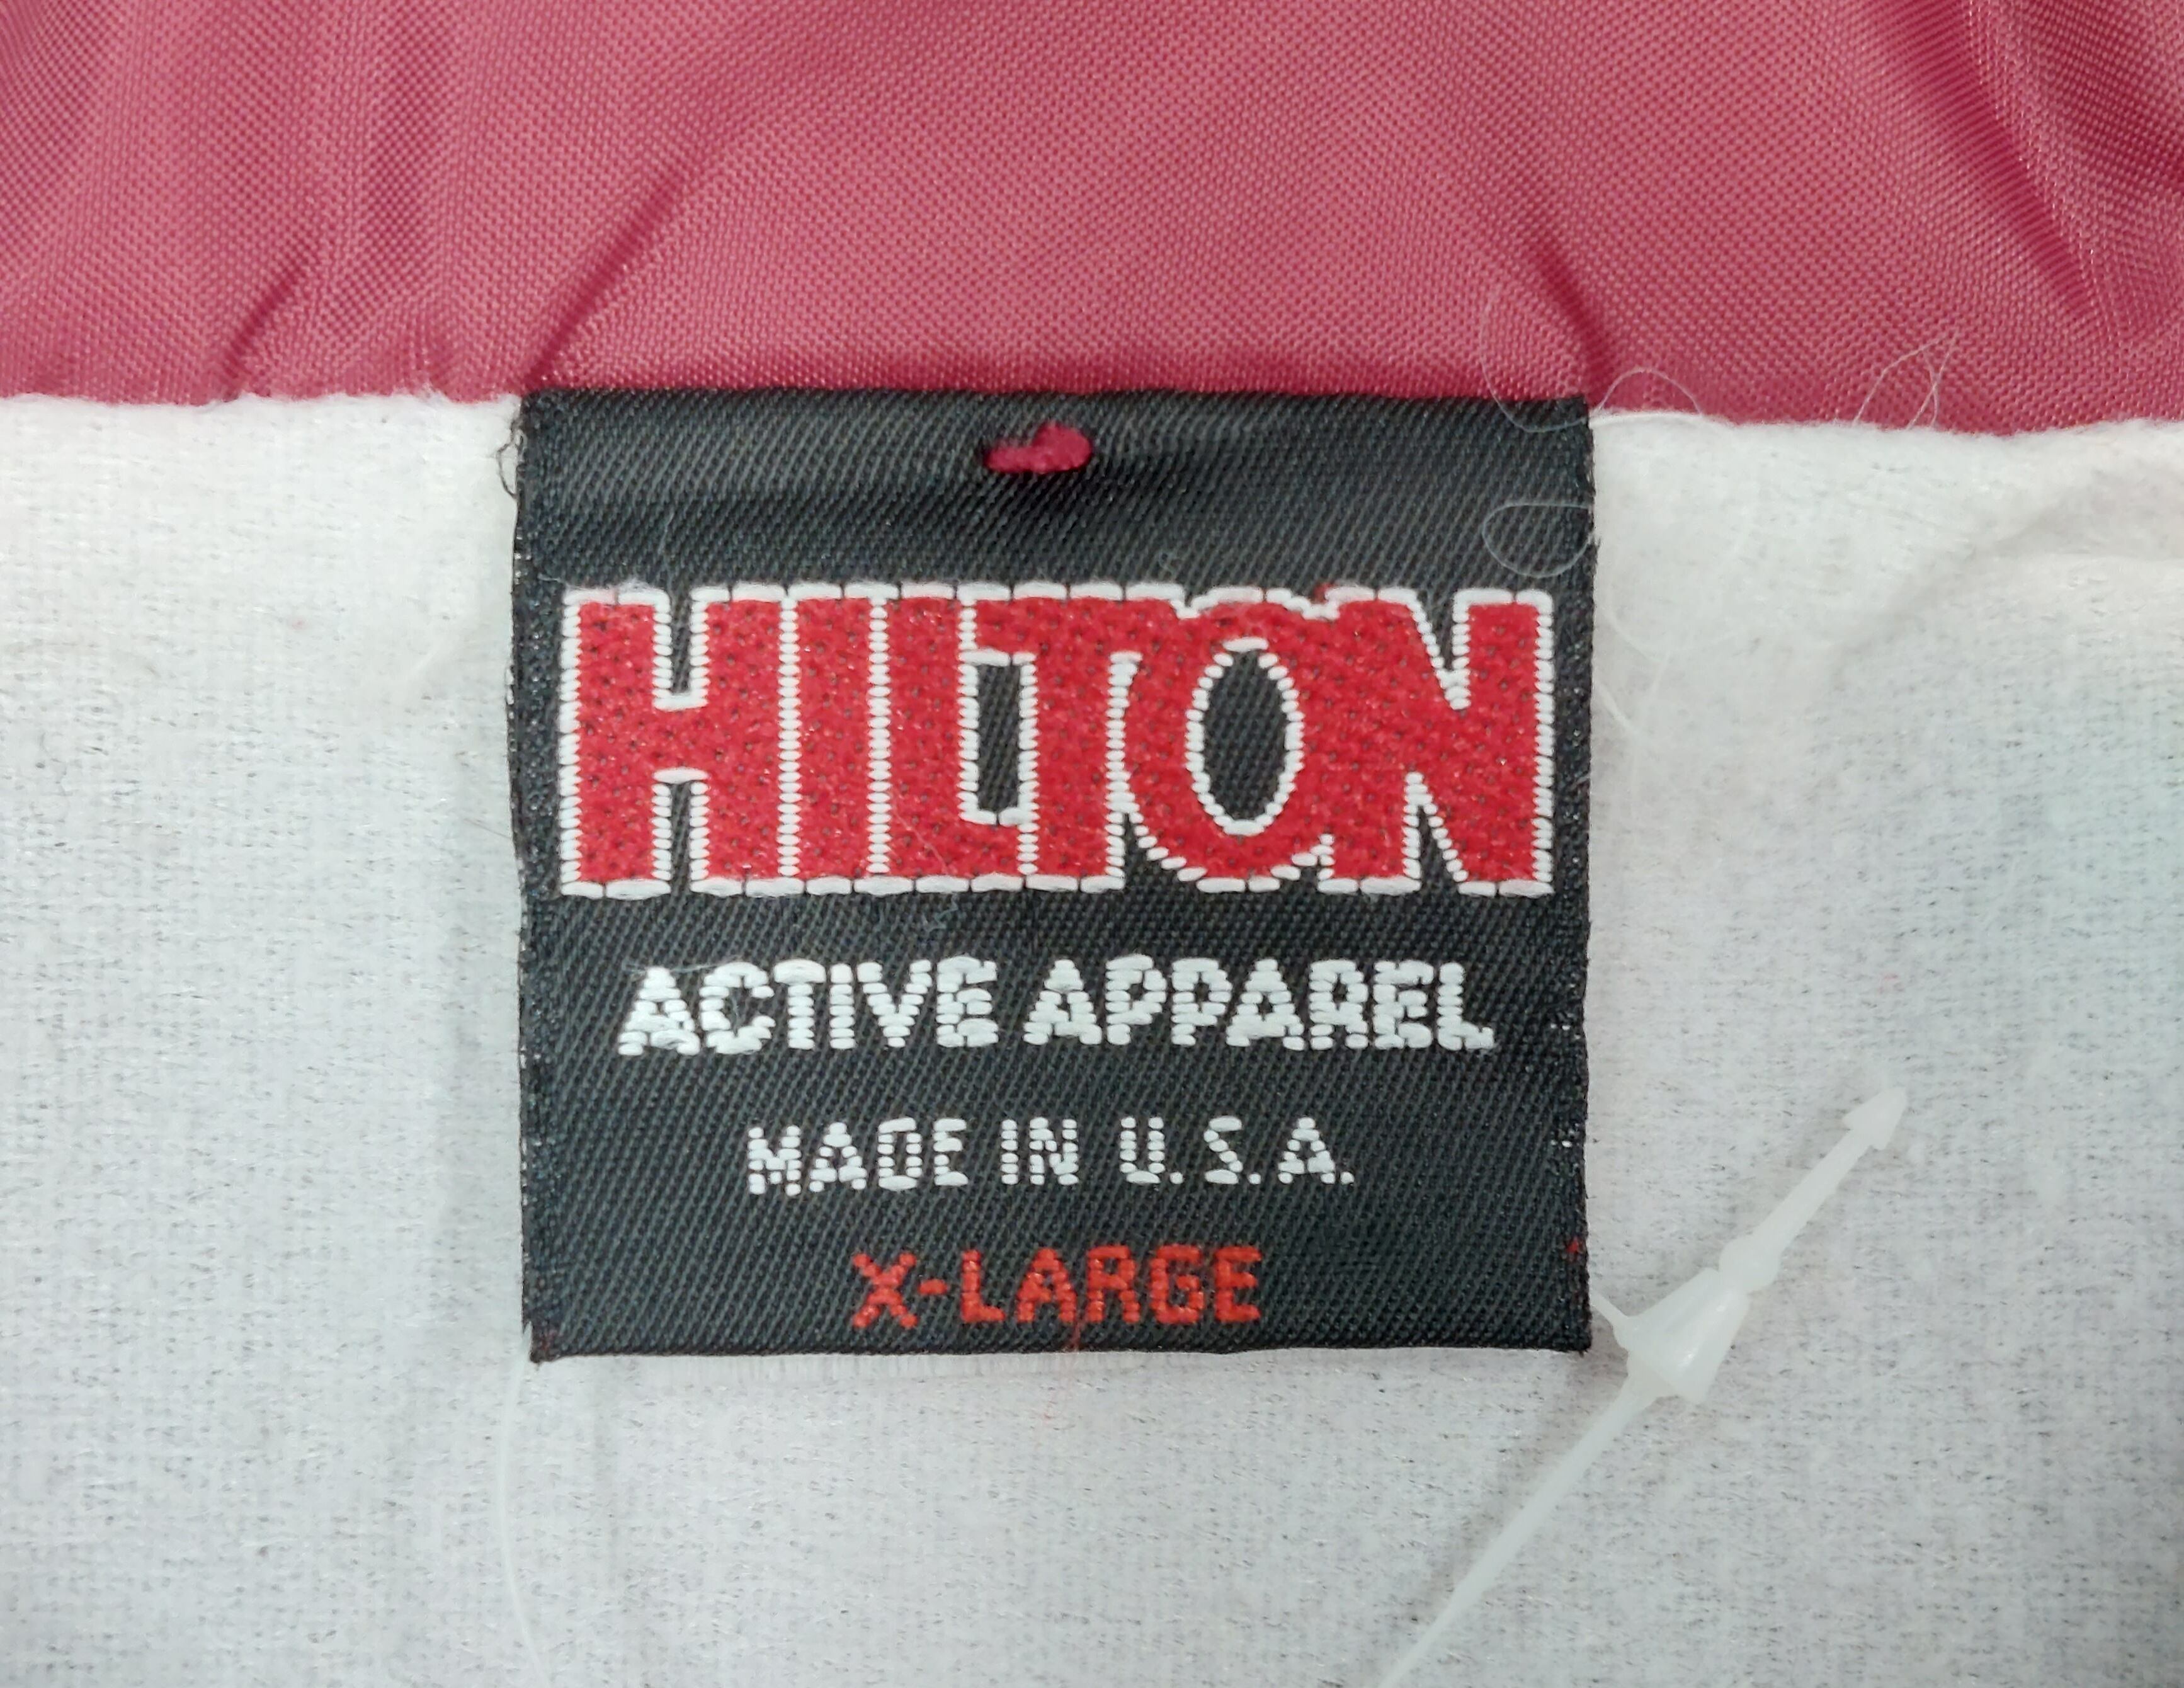 HILTON
ACTIVE APPAREL
MADE IN U.S.A.
X-LARGE